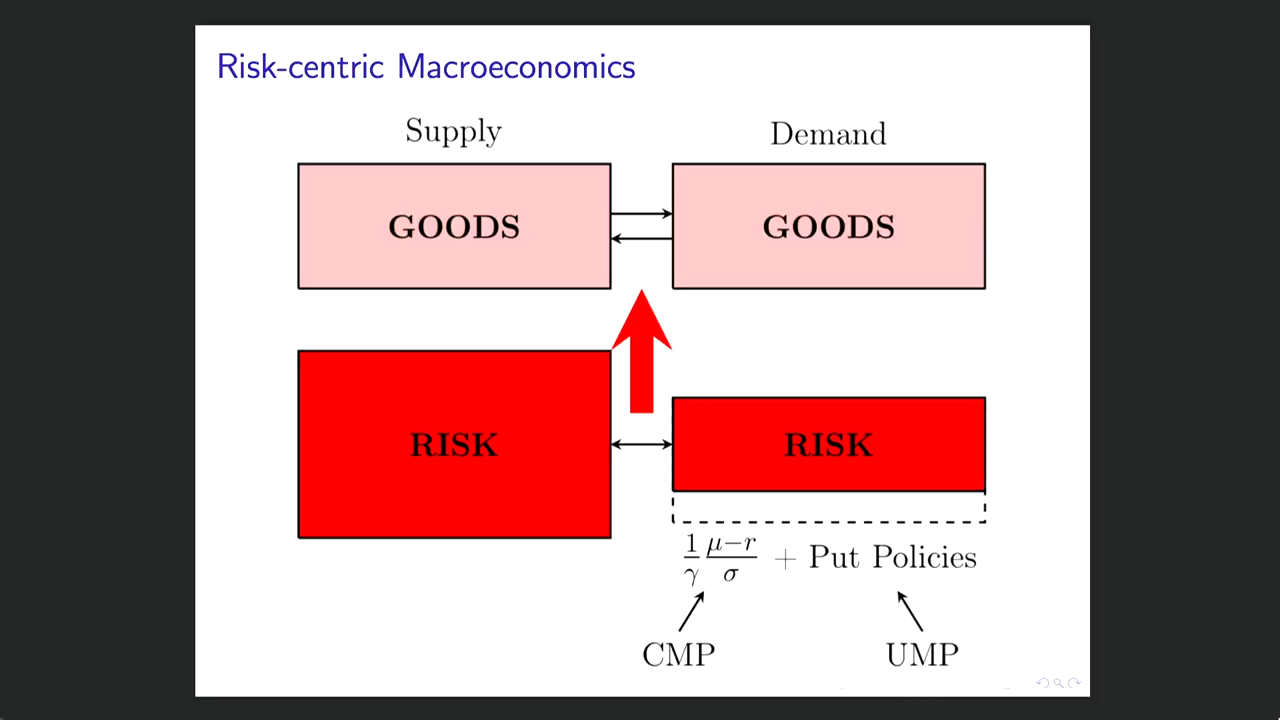 Risk-centric Macroeconomics
Supply Demand
GOODS GOODS
RISK RISK
1/γ μ−r/σ + Put Policies
CMP UMP